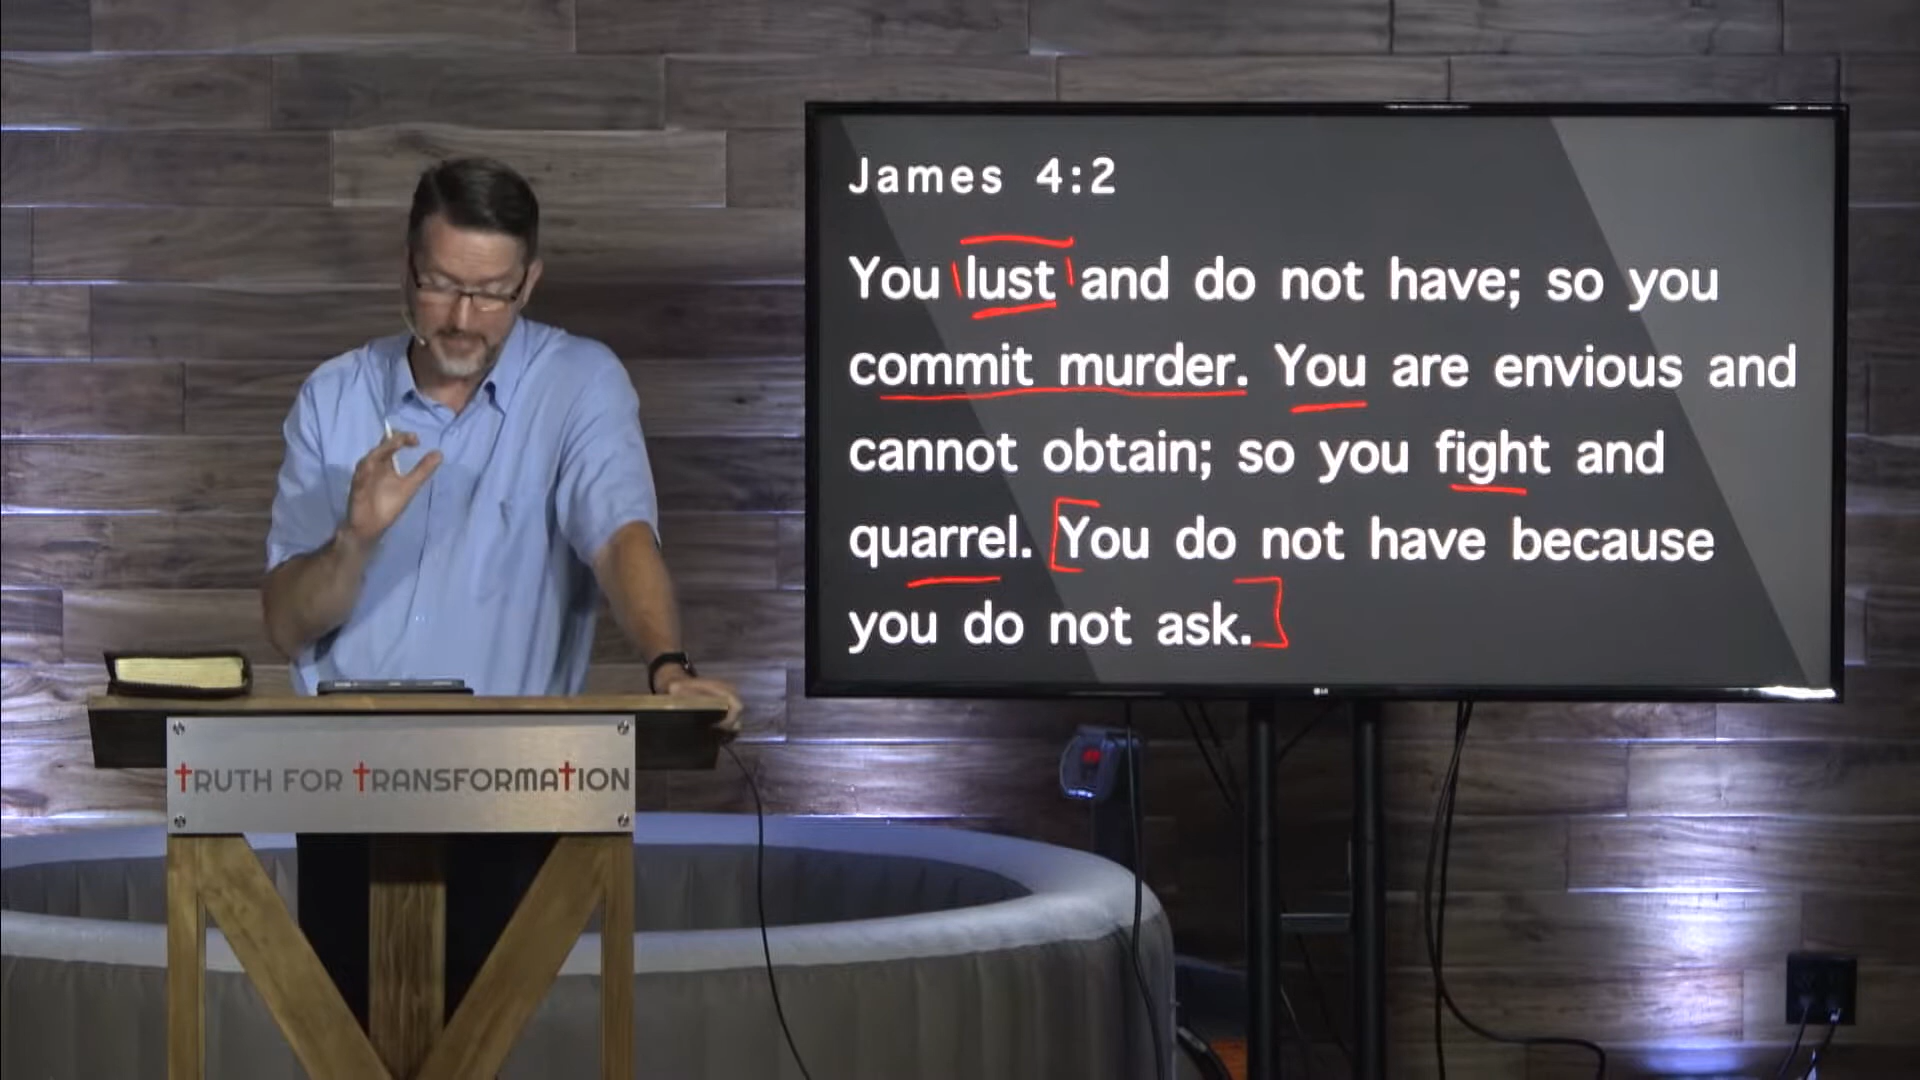 James 4:2
You lust and do not have; so you
commit murder. You are envious and
cannot obtain; so you fight and
quarrel. You do not have because
you do not ask.
LG
TRUTH FOR TRANSFORMATION